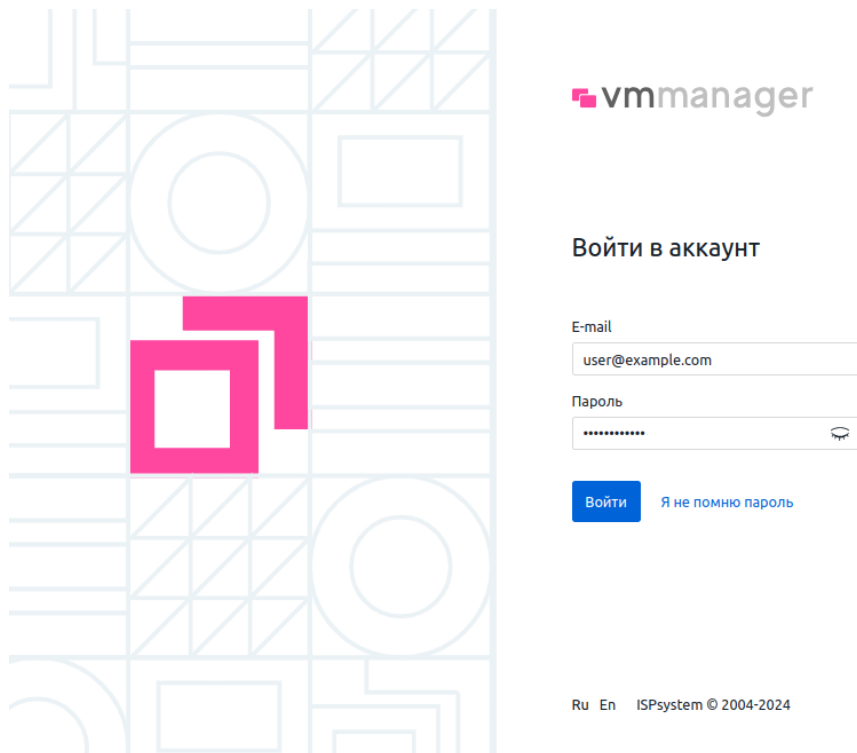 vmmanager
Войти в аккаунт
E-mail
user@example.com
Пароль
••••••••••••
Войти Я не помню пароль
Ru En ISPsystem © 2004-2024